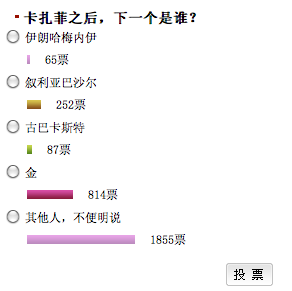 卡扎菲之后，下一个是谁？
伊朗哈梅内伊
65票
叙利亚巴沙尔
252票
古巴卡斯特
87票
金
814票
其他人，不便明说
1855票
投 票